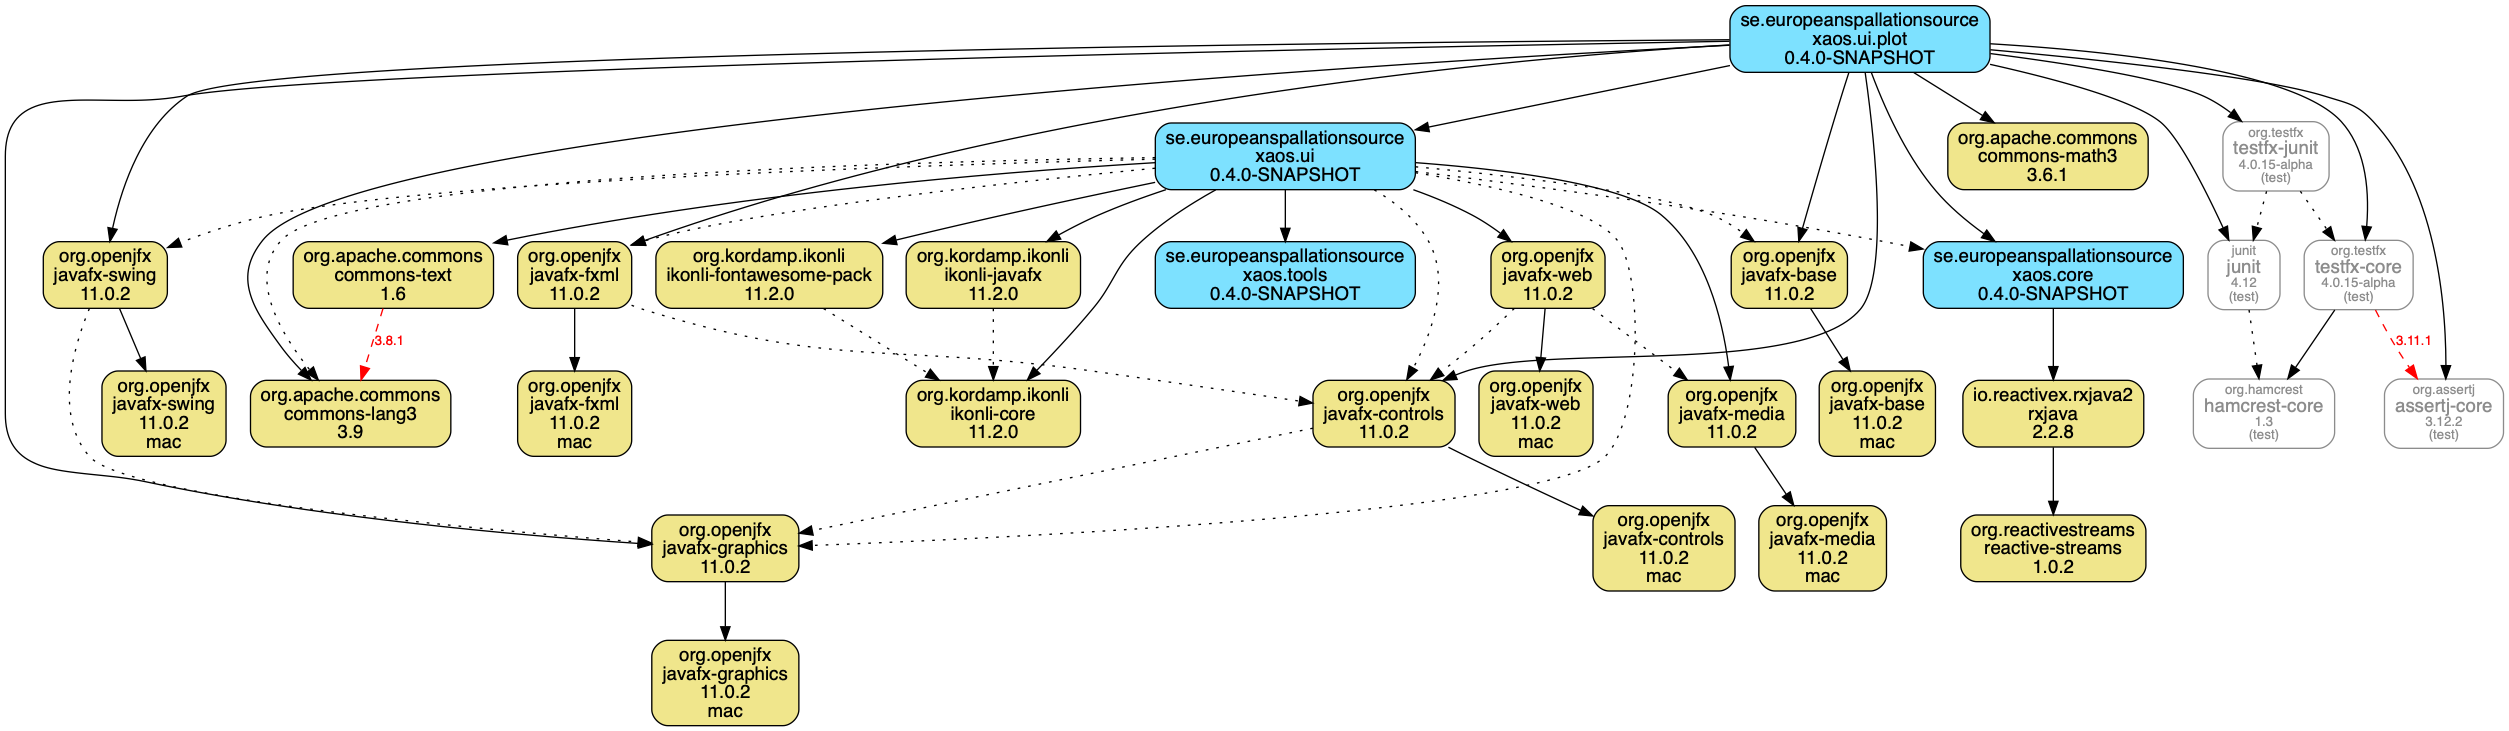 se.europeanspallationsource
xaos.ui.plot
0.4.0-SNAPSHOT
se.europeanspallationsource
xaos.ui
0.4.0-SNAPSHOT
org.apache.commons
commons-math3
3.6.1
org.testfx
testfx-junit
4.0.15-alpha
(test)
org.openjfx
javafx-swing
11.0.2
org.apache.commons
commons-text
1.6
org.openjfx
javafx-fxml
11.0.2
org.kordamp.ikonli
ikonli-fontawesome-pack
11.2.0
org.kordamp.ikonli
ikonli-javafx
11.2.0
se.europeanspallationsource
xaos.tools
0.4.0-SNAPSHOT
org.openjfx
javafx-web
11.0.2
org.openjfx
javafx-base
11.0.2
se.europeanspallationsource
xaos.core
0.4.0-SNAPSHOT
junit
junit
4.12
(test)
org.testfx
testfx-core
4.0.15-alpha
(test)
3.8.1
3.11.1
org.openjfx
javafx-swing
11.0.2
mac
org.apache.commons
commons-lang3
3.9
org.openjfx
javafx-fxml
11.0.2
mac
org.kordamp.ikonli
ikonli-core
11.2.0
org.openjfx
javafx-controls
11.0.2
org.openjfx
javafx-web
11.0.2
mac
org.openjfx
javafx-media
11.0.2
org.openjfx
javafx-base
11.0.2
mac
io.reactivex.rxjava2
rxjava
2.2.8
org.hamcrest
hamcrest-core
1.3
(test)
org.assertj
assertj-core
3.12.2
(test)
org.openjfx
javafx-graphics
11.0.2
org.openjfx
javafx-controls
11.0.2
mac
org.openjfx
javafx-media
11.0.2
mac
org.reactivestreams
reactive-streams
1.0.2
org.openjfx
javafx-graphics
11.0.2
mac